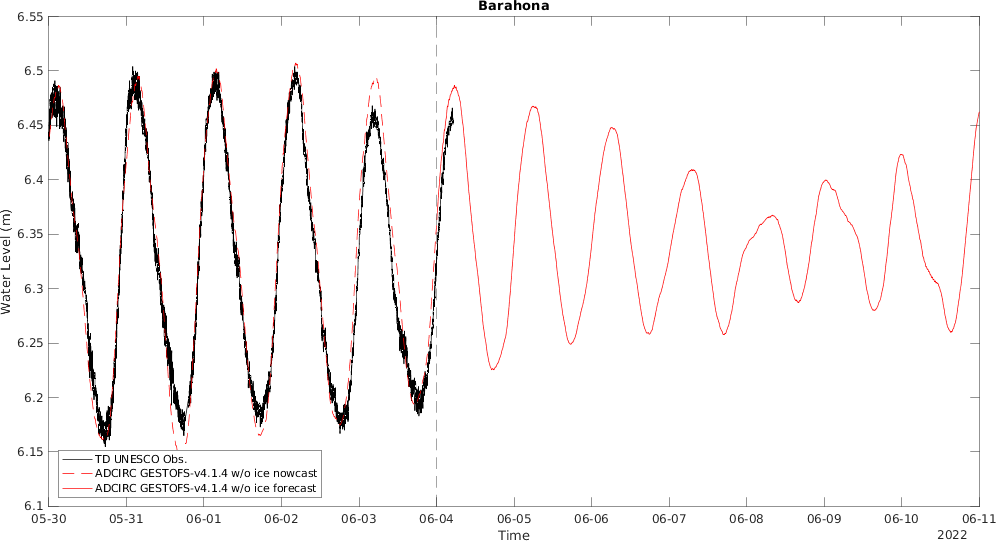 Barahona
6.55
6.5
6.45
6.4
6.35
6.3
6.25
6.2
6.15
6.1
Water Level (m)
TD UNESCO Obs.
ADCIRC GESTOFS-v4.1.4 w/o ice nowcast
ADCIRC GESTOFS-v4.1.4 w/o ice forecast
05-30 05-31 06-01 06-02 06-03 06-04 06-05 06-06 06-07 06-08 06-09 06-10 06-11
Time
2022